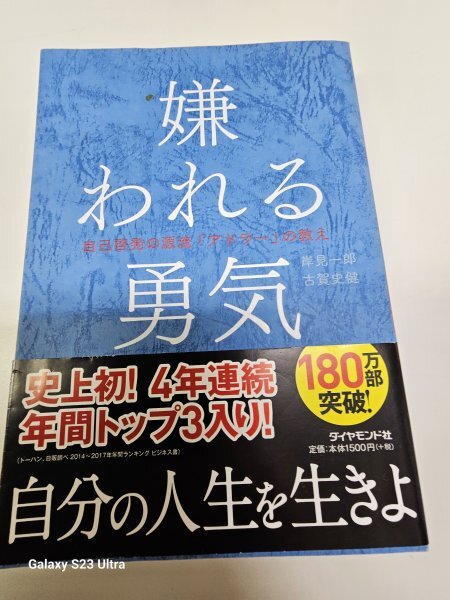 嫌
われる
勇気
自己啓発の源流「アドラー」の教え
岸見一郎
古賀史健
史上初! 4年連続
年間トップ3入り!
(トーハン、日販調べ 2014〜2017年年間ランキング ビジネス書)
180万部
突破!
ダイヤモンド社
定価:本体1500円(+税)
自分の人生を生きよ
Galaxy S23 Ultra